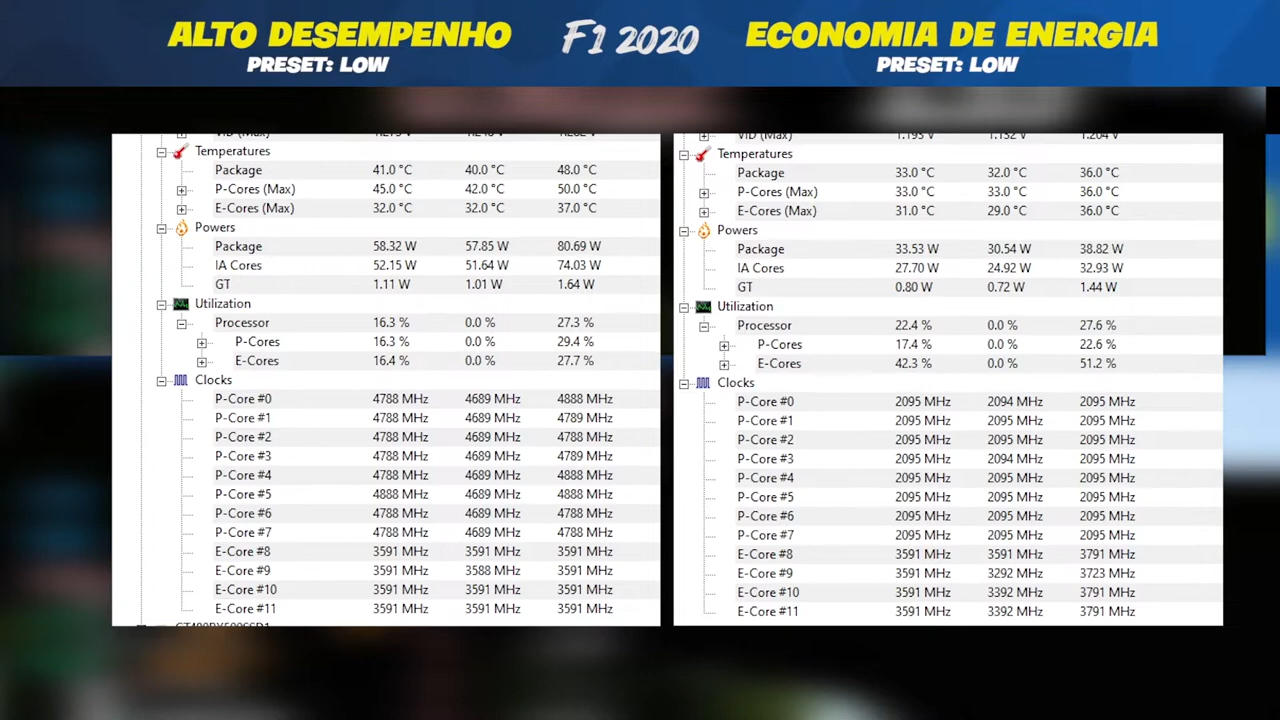 ALTO DESEMPENHO
PRESET: LOW
F1 2020
ECONOMIA DE ENERGIA
PRESET: LOW
Temperatures
Package 41.0 °C 40.0 °C 48.0 °C
P-Cores (Max) 45.0 °C 42.0 °C 50.0 °C
E-Cores (Max) 32.0 °C 32.0 °C 37.0 °C
Powers
Package 58.32 W 57.85 W 80.69 W
IA Cores 52.15 W 51.64 W 74.03 W
GT 1.11 W 1.01 W 1.64 W
Utilization
Processor 16.3 % 0.0 % 27.3 %
P-Cores 16.3 % 0.0 % 29.4 %
E-Cores 16.4 % 0.0 % 27.7 %
Clocks
P-Core #0 4788 MHz 4689 MHz 4888 MHz
P-Core #1 4788 MHz 4689 MHz 4789 MHz
P-Core #2 4788 MHz 4689 MHz 4788 MHz
P-Core #3 4788 MHz 4689 MHz 4789 MHz
P-Core #4 4788 MHz 4689 MHz 4888 MHz
P-Core #5 4888 MHz 4689 MHz 4888 MHz
P-Core #6 4788 MHz 4689 MHz 4788 MHz
P-Core #7 4788 MHz 4689 MHz 4788 MHz
E-Core #8 3591 MHz 3591 MHz 3591 MHz
E-Core #9 3591 MHz 3588 MHz 3591 MHz
E-Core #10 3591 MHz 3591 MHz 3591 MHz
E-Core #11 3591 MHz 3591 MHz 3591 MHz
VID (Max) 1.193 V 1.132 V 1.204 V
Temperatures
Package 33.0 °C 32.0 °C 36.0 °C
P-Cores (Max) 33.0 °C 33.0 °C 36.0 °C
E-Cores (Max) 31.0 °C 29.0 °C 36.0 °C
Powers
Package 33.53 W 30.54 W 38.82 W
IA Cores 27.70 W 24.92 W 32.93 W
GT 0.80 W 0.72 W 1.44 W
Utilization
Processor 22.4 % 0.0 % 27.6 %
P-Cores 17.4 % 0.0 % 22.6 %
E-Cores 42.3 % 0.0 % 51.2 %
Clocks
P-Core #0 2095 MHz 2094 MHz 2095 MHz
P-Core #1 2095 MHz 2095 MHz 2095 MHz
P-Core #2 2095 MHz 2095 MHz 2095 MHz
P-Core #3 2095 MHz 2094 MHz 2095 MHz
P-Core #4 2095 MHz 2095 MHz 2095 MHz
P-Core #5 2095 MHz 2095 MHz 2095 MHz
P-Core #6 2095 MHz 2095 MHz 2095 MHz
P-Core #7 2095 MHz 2095 MHz 2095 MHz
E-Core #8 3591 MHz 3591 MHz 3791 MHz
E-Core #9 3591 MHz 3292 MHz 3723 MHz
E-Core #10 3591 MHz 3392 MHz 3791 MHz
E-Core #11 3591 MHz 3392 MHz 3791 MHz